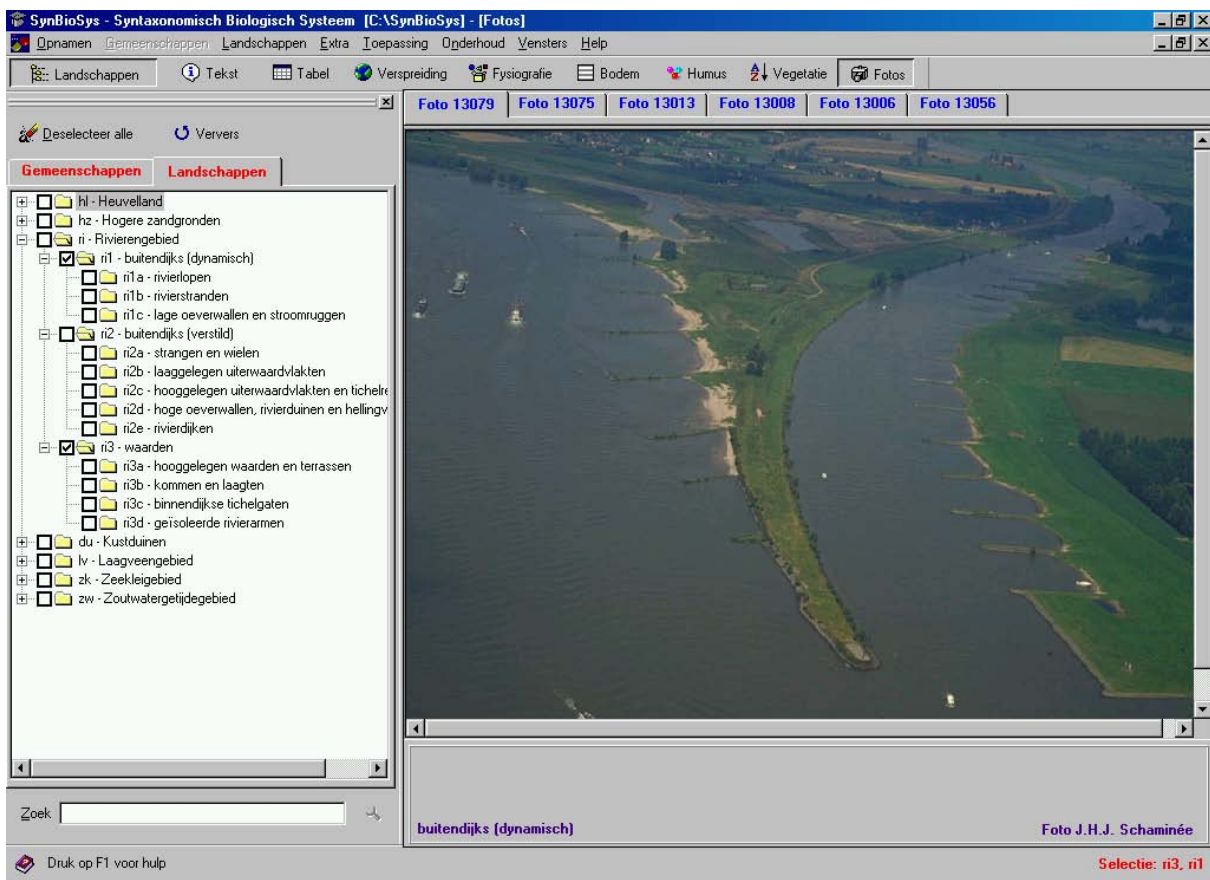 SynBioSys - Syntaxonomisch Biologisch Systeem [C:\SynBioSys] - [Fotos]
Opnamen Gemeenschappen Landschappen Extra Toepassing Onderhoud Vensters Help
Landschappen Tekst Tabel Verspreiding Fysiografie Bodem Humus Vegetatie Fotos
Deselecteer alle Ververs
Gemeenschappen Landschappen
hl - Heuvelland
hz - Hogere zandgronden
ri - Rivierengebied
ri1 - buitendijks (dynamisch)
ri1a - rivierlopen
ri1b - rivierstranden
ri1c - lage oeverwallen en stroomruggen
ri2 - buitendijks (verstild)
ri2a - strangen en wielen
ri2b - laaggelegen uiterwaardvlakten
ri2c - hooggelegen uiterwaardvlakten en tichelre
ri2d - hoge oeverwallen, rivierduinen en hellingv
ri2e - rivierdijken
ri3 - waarden
ri3a - hooggelegen waarden en terrassen
ri3b - kommen en laagten
ri3c - binnendijkse tichelgaten
ri3d - geïsoleerde rivierarmen
du - Kustduinen
lv - Laagveengebied
zk - Zeekleigebied
zw - Zoutwatergetijdegebied
Zoek
Foto 13079 Foto 13075 Foto 13013 Foto 13008 Foto 13006 Foto 13056
buitendijks (dynamisch) Foto J.H.J. Schaminée
Druk op F1 voor hulp Selectie: ri3, ri1